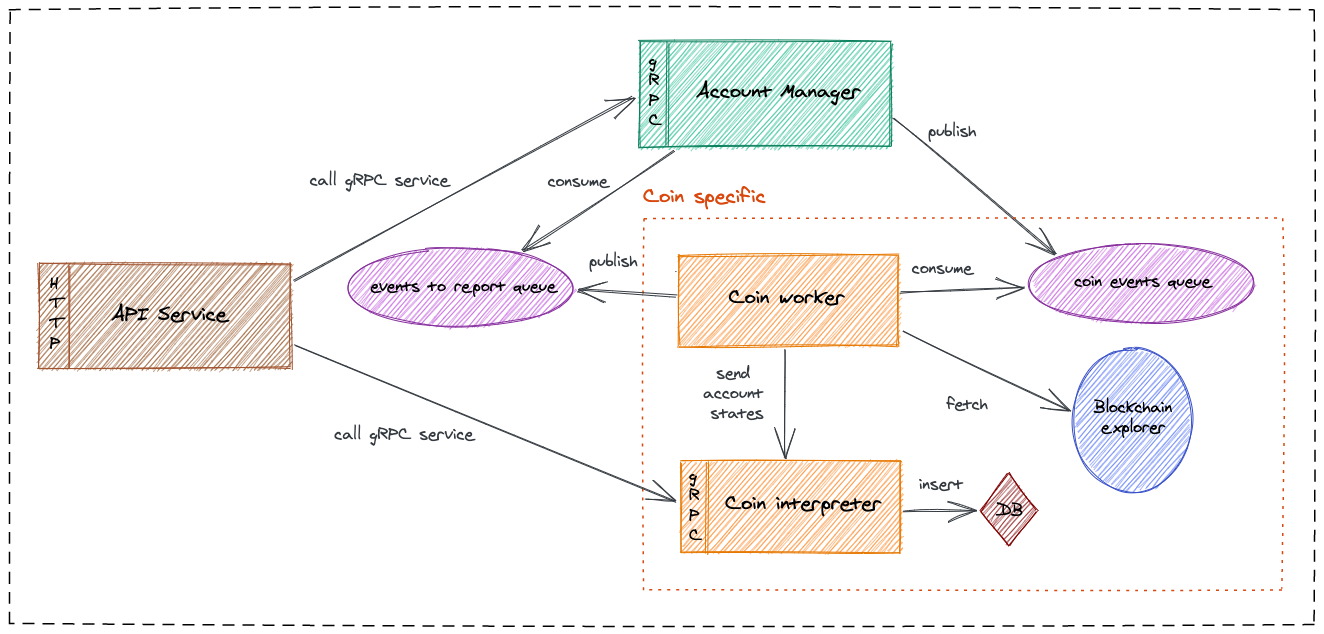 gRPC
Account Manager
publish
call gRPC service
consume
Coin specific
publish
consume
HTTP
API Service
events to report queue
Coin worker
coin events queue
send
account
states
fetch
Blockchain
explorer
call gRPC service
gRPC
Coin interpreter
insert
DB